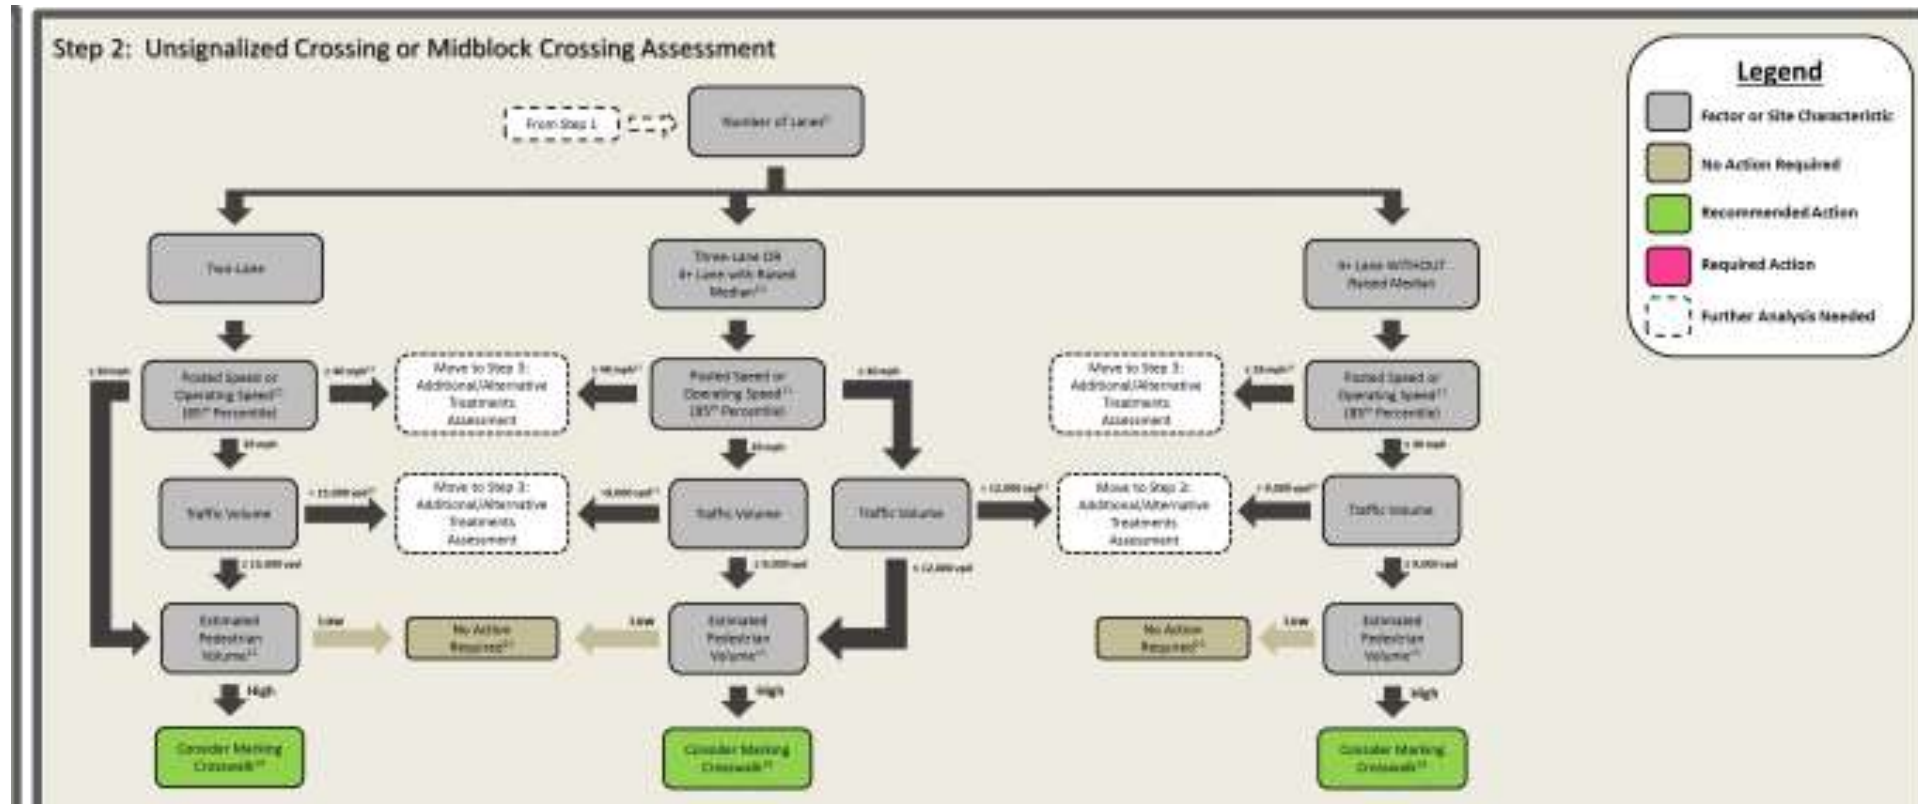 Step 2: Unsignalized Crossing or Midblock Crossing Assessment
Legend
Factor or Site Characteristic
No Action Required
Recommended Action
Required Action
Further Analysis Needed
From Step 1
Number of Lanes
Two-Lane
Three-Lane OR
4+ Lane with Raised
Median
4+ Lane WITHOUT
Raised Median
Posted Speed or
Operating Speed
(85th Percentile)
Move to Step 3:
Additional/Alternative
Treatments
Assessment
Posted Speed or
Operating Speed
(85th Percentile)
Move to Step 3:
Additional/Alternative
Treatments
Assessment
Posted Speed or
Operating Speed
(85th Percentile)
Traffic Volume
Move to Step 3:
Additional/Alternative
Treatments
Assessment
Traffic Volume
Traffic Volume
Move to Step 3:
Additional/Alternative
Treatments
Assessment
Traffic Volume
Estimated
Pedestrian
Volume
Low
No Action
Required
Low
Estimated
Pedestrian
Volume
No Action
Required
Low
Estimated
Pedestrian
Volume
High
High
High
Consider Marking
Crosswalk
Consider Marking
Crosswalk
Consider Marking
Crosswalk